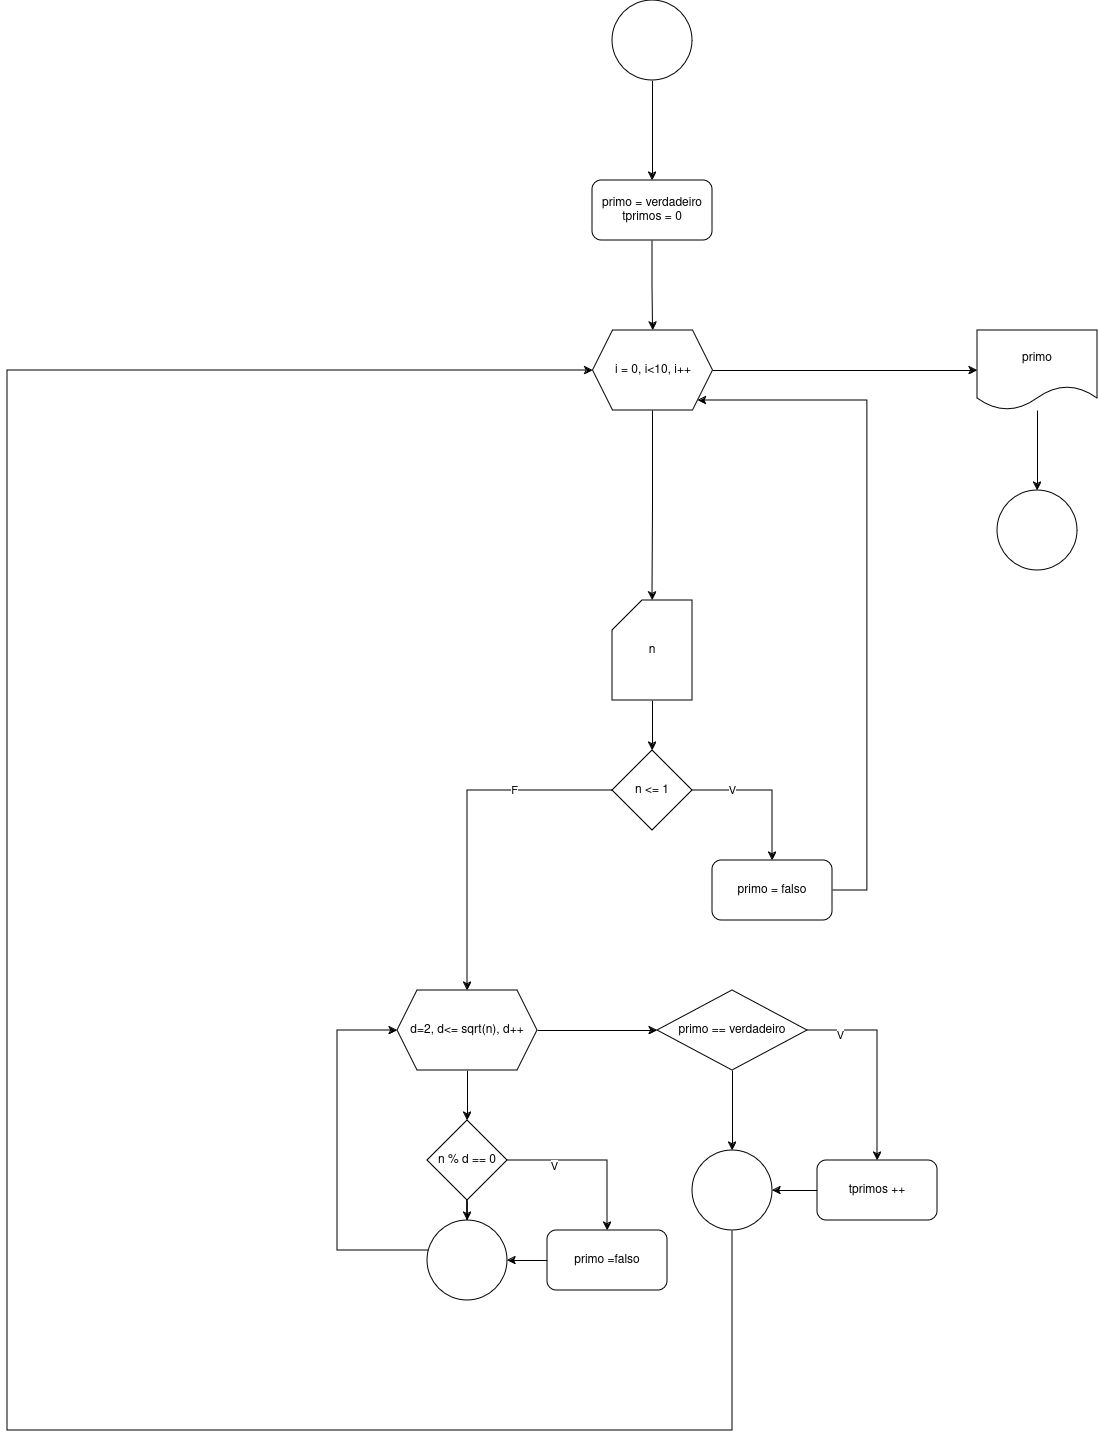 primo = verdadeiro
tprimos = 0
i = 0, i<10, i++
primo
n
n <= 1
F
V
primo = falso
d=2, d<= sqrt(n), d++
primo == verdadeiro
V
n % d == 0
V
tprimos ++
primo =falso